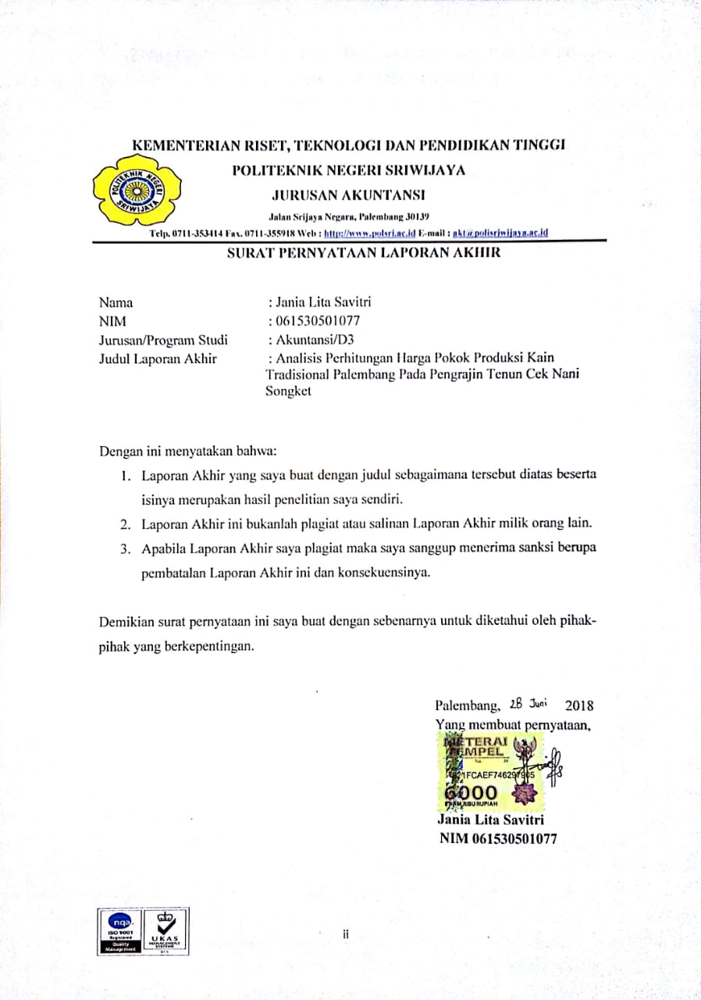 KEMENTERIAN RISET, TEKNOLOGI DAN PENDIDIKAN TINGGI
POLITEKNIK NEGERI SRIWIJAYA
JURUSAN AKUNTANSI
Jalan Srijaya Negara, Palembang 30139
Telp. 0711-353414 Fax. 0711-355918 Web : http://www.polsri.ac.id E-mail : akt@polisriwijaya.ac.id
POLITEKNIK NEGERI
SRIWIJAYA
SURAT PERNYATAAN LAPORAN AKHIR
Nama : Jania Lita Savitri
NIM : 061530501077
Jurusan/Program Studi : Akuntansi/D3
Judul Laporan Akhir : Analisis Perhitungan Harga Pokok Produksi Kain
Tradisional Palembang Pada Pengrajin Tenun Cek Nani
Songket
Dengan ini menyatakan bahwa:
1. Laporan Akhir yang saya buat dengan judul sebagaimana tersebut diatas beserta
isinya merupakan hasil penelitian saya sendiri.
2. Laporan Akhir ini bukanlah plagiat atau salinan Laporan Akhir milik orang lain.
3. Apabila Laporan Akhir saya plagiat maka saya sanggup menerima sanksi berupa
pembatalan Laporan Akhir ini dan konsekuensinya.
Demikian surat pernyataan ini saya buat dengan sebenarnya untuk diketahui oleh pihak-
pihak yang berkepentingan.
Palembang, 28 Juni 2018
Yang membuat pernyataan,
METERAI
TEMPEL
6000
ENAM RIBU RUPIAH
Jania Lita Savitri
NIM 061530501077
nqa.
ISO 9001
Registered
Quality
Management
UKAS
MANAGEMENT
SYSTEMS
ii